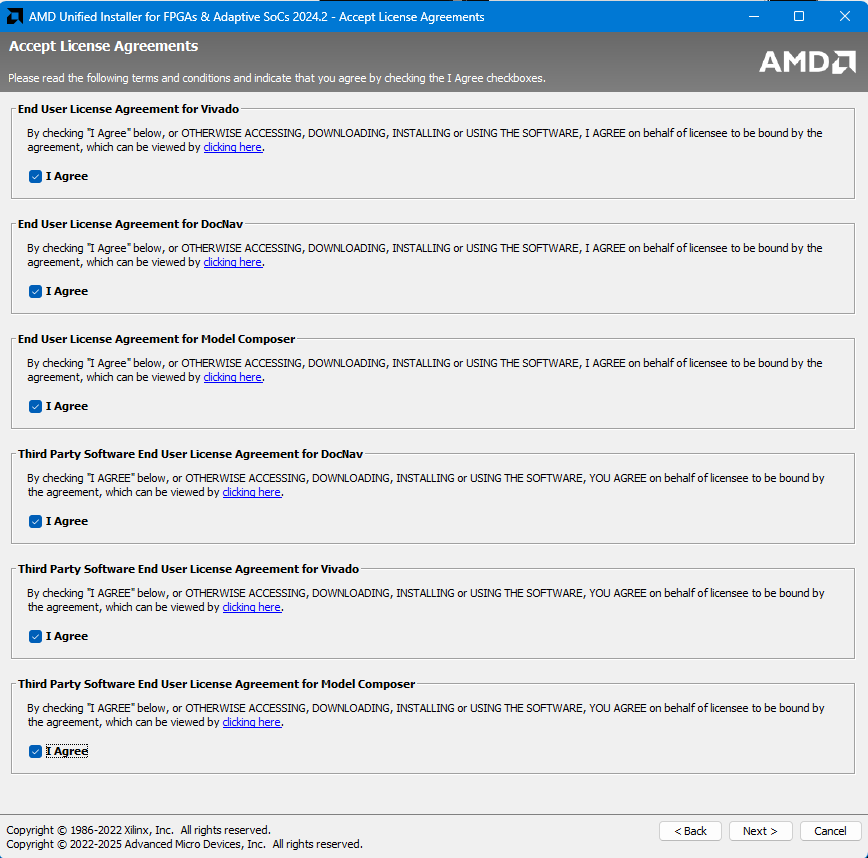 AMD Unified Installer for FPGAs & Adaptive SoCs 2024.2 - Accept License Agreements
Accept License Agreements
Please read the following terms and conditions and indicate that you agree by checking the I Agree checkboxes.
AMD
End User License Agreement for Vivado
By checking "I Agree" below, or OTHERWISE ACCESSING, DOWNLOADING, INSTALLING or USING THE SOFTWARE, I AGREE on behalf of licensee to be bound by the
agreement, which can be viewed by clicking here.
I Agree
End User License Agreement for DocNav
By checking "I Agree" below, or OTHERWISE ACCESSING, DOWNLOADING, INSTALLING or USING THE SOFTWARE, I AGREE on behalf of licensee to be bound by the
agreement, which can be viewed by clicking here.
I Agree
End User License Agreement for Model Composer
By checking "I Agree" below, or OTHERWISE ACCESSING, DOWNLOADING, INSTALLING or USING THE SOFTWARE, I AGREE on behalf of licensee to be bound by the
agreement, which can be viewed by clicking here.
I Agree
Third Party Software End User License Agreement for DocNav
By checking "I AGREE" below, or OTHERWISE ACCESSING, DOWNLOADING, INSTALLING or USING THE SOFTWARE, YOU AGREE on behalf of licensee to be bound by
the agreement, which can be viewed by clicking here.
I Agree
Third Party Software End User License Agreement for Vivado
By checking "I AGREE" below, or OTHERWISE ACCESSING, DOWNLOADING, INSTALLING or USING THE SOFTWARE, YOU AGREE on behalf of licensee to be bound by
the agreement, which can be viewed by clicking here.
I Agree
Third Party Software End User License Agreement for Model Composer
By checking "I AGREE" below, or OTHERWISE ACCESSING, DOWNLOADING, INSTALLING or USING THE SOFTWARE, YOU AGREE on behalf of licensee to be bound by
the agreement, which can be viewed by clicking here.
I Agree
Copyright © 1986-2022 Xilinx, Inc. All rights reserved.
Copyright © 2022-2025 Advanced Micro Devices, Inc. All rights reserved.
< Back
Next >
Cancel